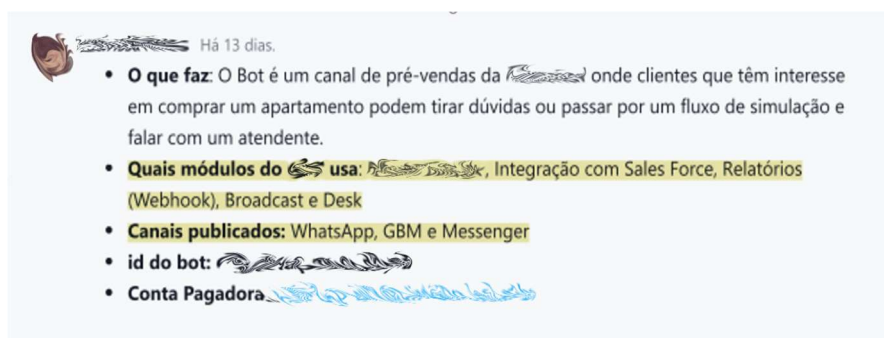 Há 13 dias.
• O que faz: O Bot é um canal de pré-vendas da onde clientes que têm interesse
em comprar um apartamento podem tirar dúvidas ou passar por um fluxo de simulação e
falar com um atendente.
• Quais módulos do usa: , Integração com Sales Force, Relatórios
(Webhook), Broadcast e Desk
• Canais publicados: WhatsApp, GBM e Messenger
• id do bot:
• Conta Pagadora